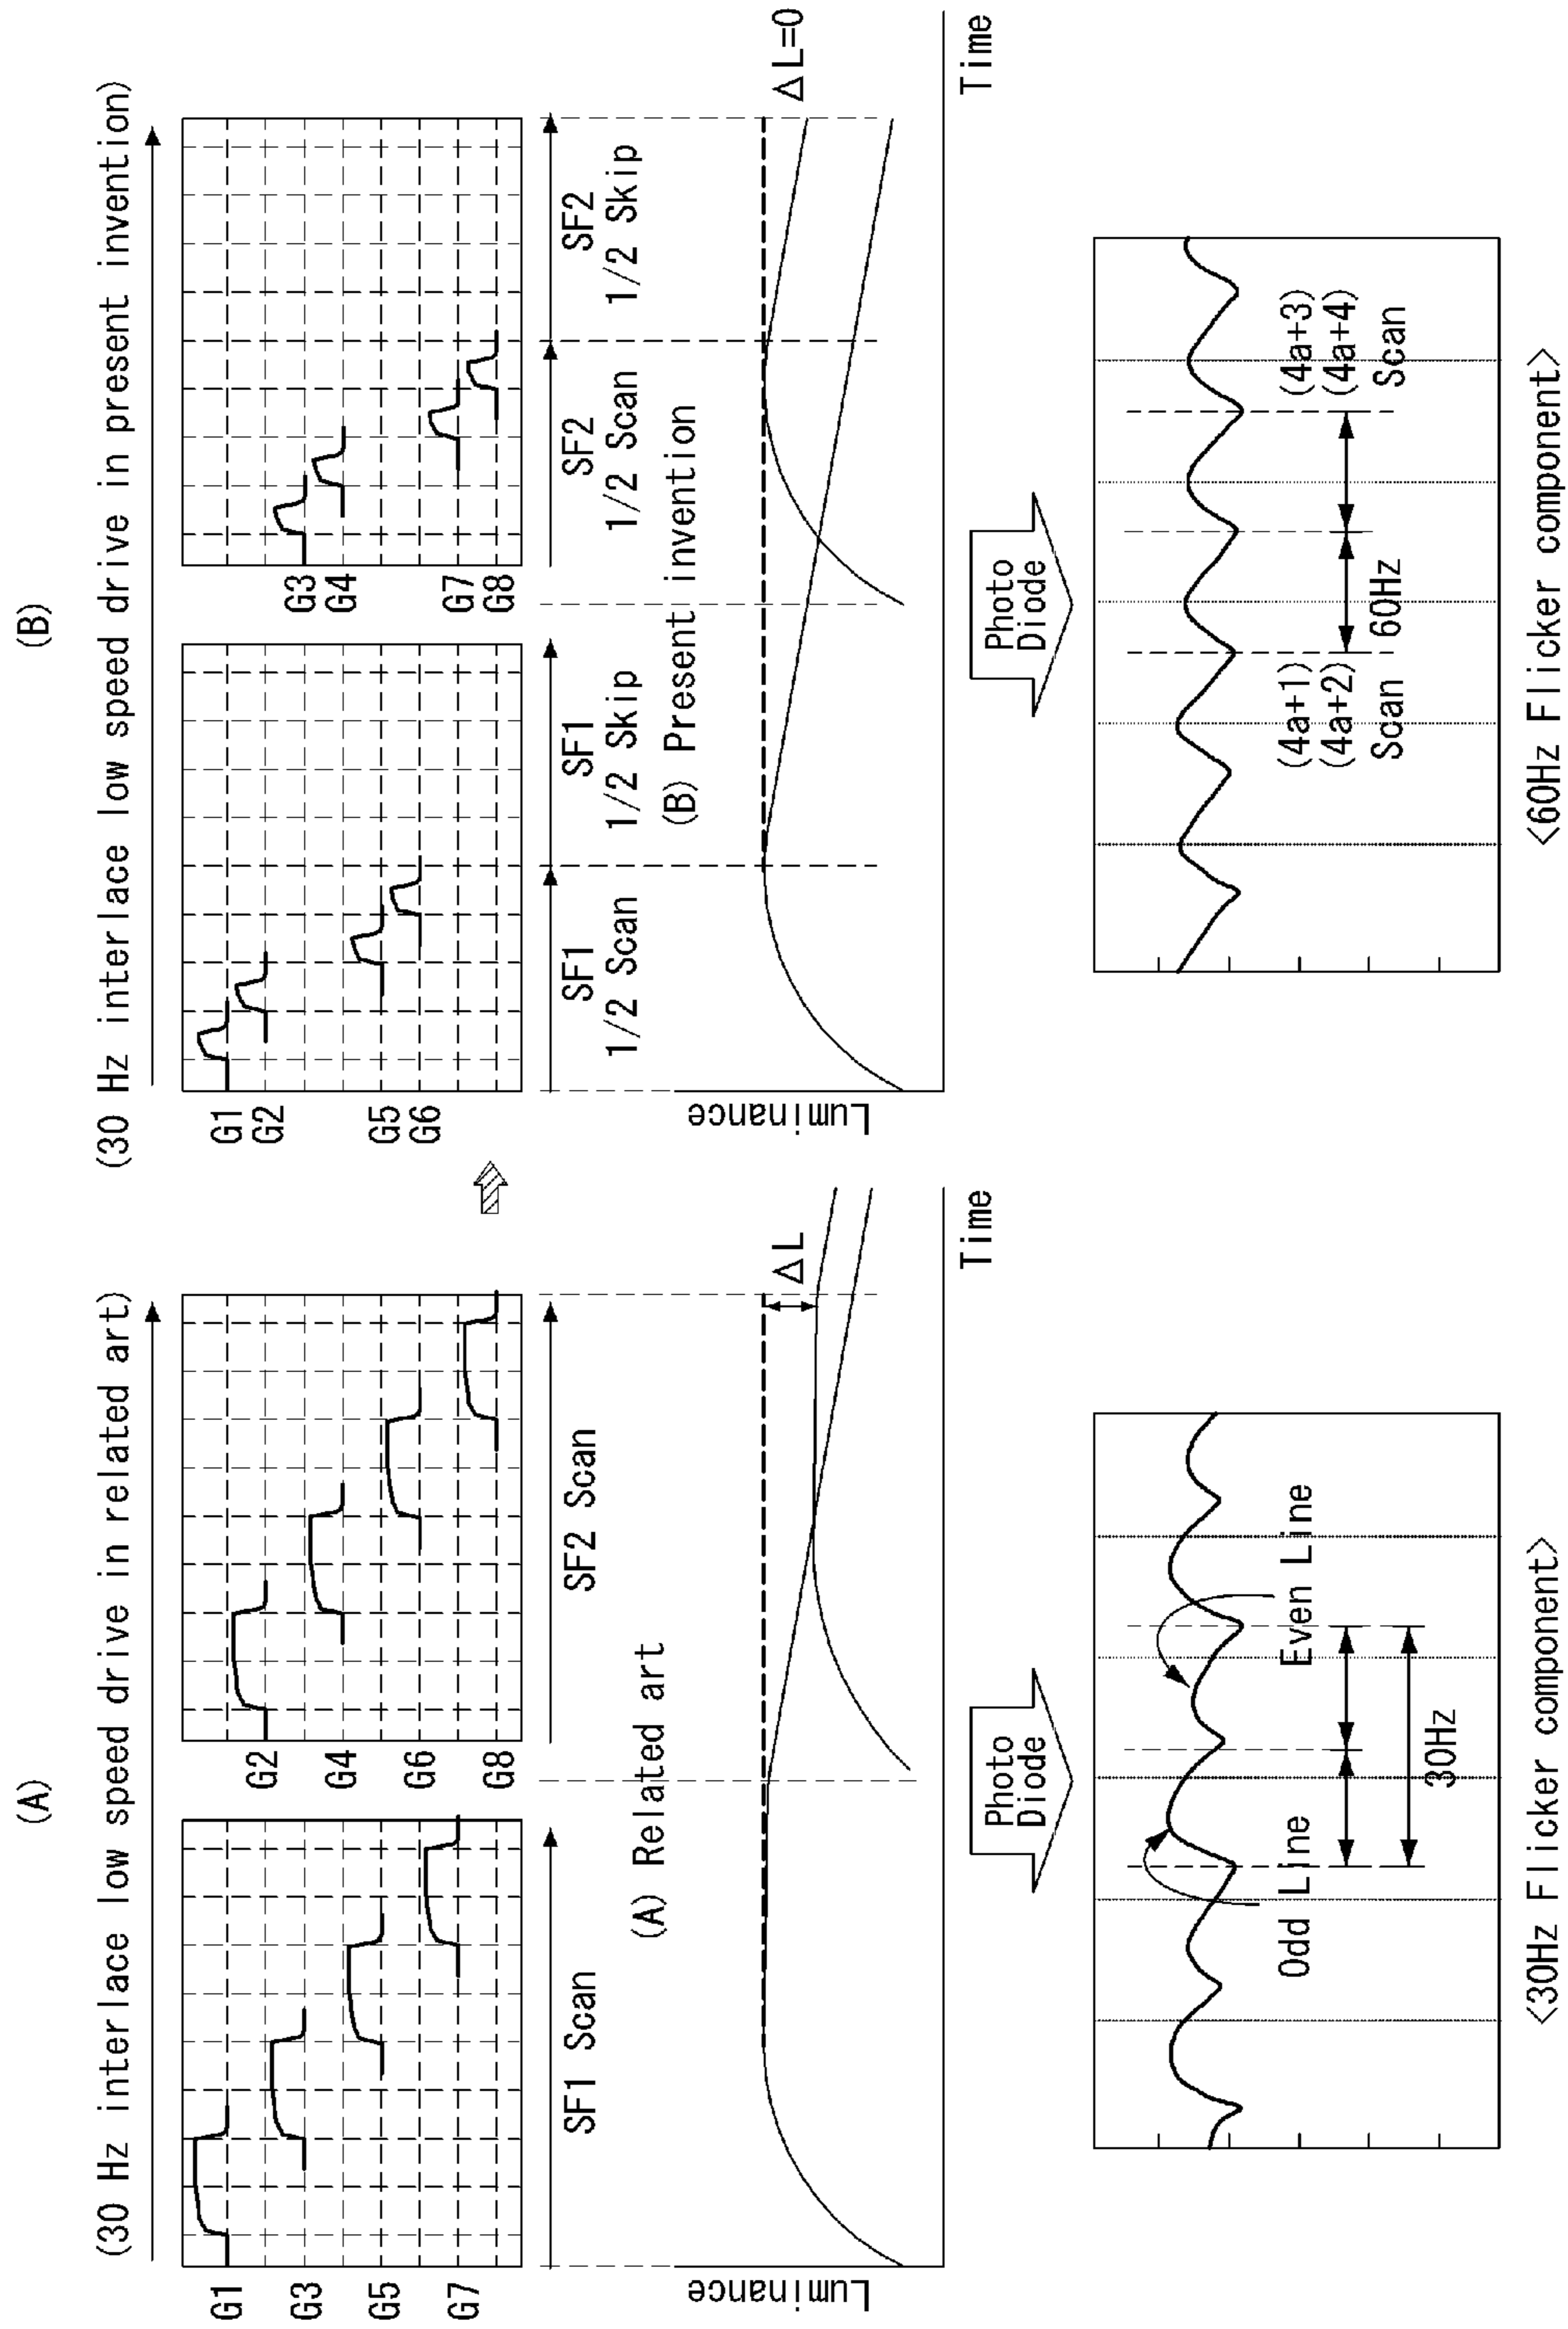 (A)
(30 Hz interlace low speed drive in related art)
G1
G3
G5
G7
G2
G4
G6
G8
SF1 Scan
SF2 Scan
(A) Related art
Luminance
ΔL
Time
Photo
Diode
Odd Line
Even Line
30Hz
<30Hz Flicker component>
(B)
(30 Hz interlace low speed drive in present invention)
G1
G2
G5
G6
G3
G4
G7
G8
SF1
1/2 Scan
SF1
1/2 Skip
SF2
1/2 Scan
SF2
1/2 Skip
(B) Present invention
Luminance
ΔL=0
Time
Photo
Diode
(4a+1)
(4a+2)
Scan
60Hz
(4a+3)
(4a+4)
Scan
<60Hz Flicker component>